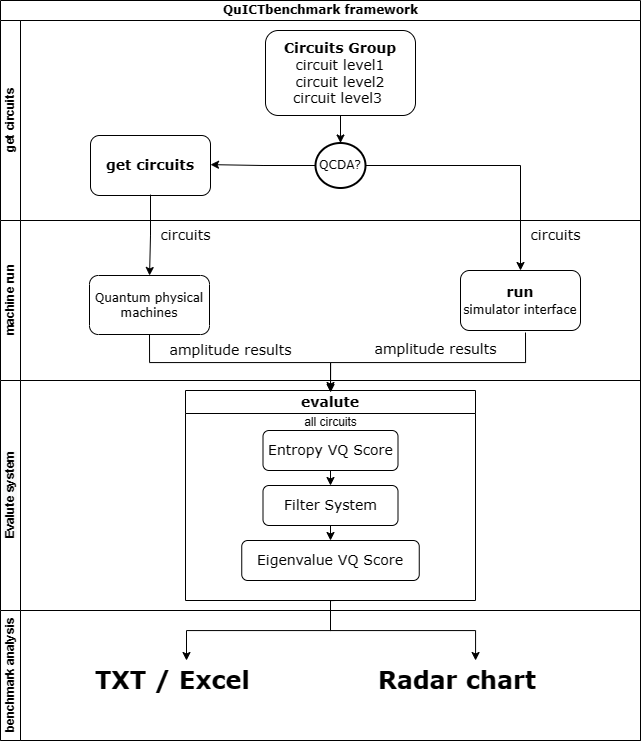 QuICTbenchmark framework
get circuits
Circuits Group
circuit level1
circuit level2
circuit level3
QCDA?
get circuits
machine run
circuits
circuits
Quantum physical
machines
run
simulator interface
amplitude results
amplitude results
Evalute system
evalute
all circuits
Entropy VQ Score
Filter System
Eigenvalue VQ Score
benchmark analysis
TXT / Excel
Radar chart